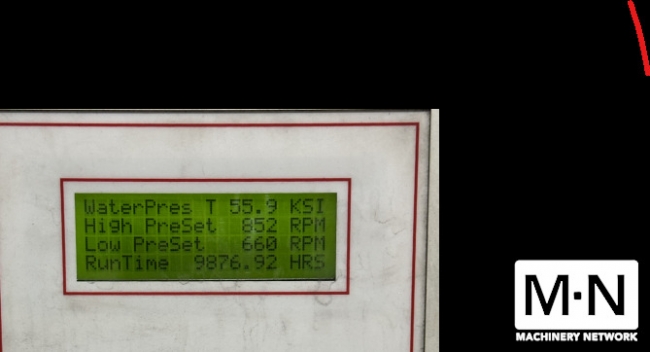 WaterPres T 55.9 KSI
High PreSet 852 RPM
Low PreSet 660 RPM
RunTime 9876.92 HRS
M·N
MACHINERY NETWORK